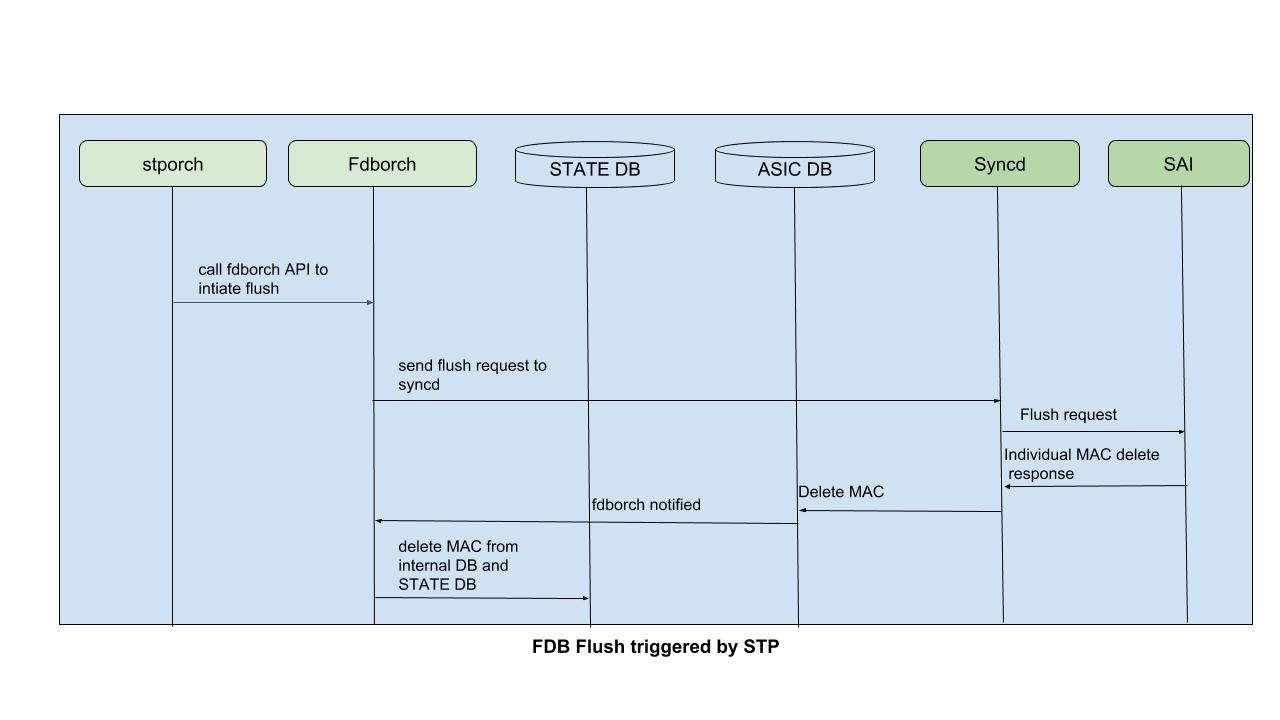 stporch
Fdborch
STATE DB
ASIC DB
Syncd
SAI
call fdborch API to
intiate flush
send flush request to
syncd
Flush request
Individual MAC delete
response
Delete MAC
fdborch notified
delete MAC from
internal DB and
STATE DB
FDB Flush triggered by STP